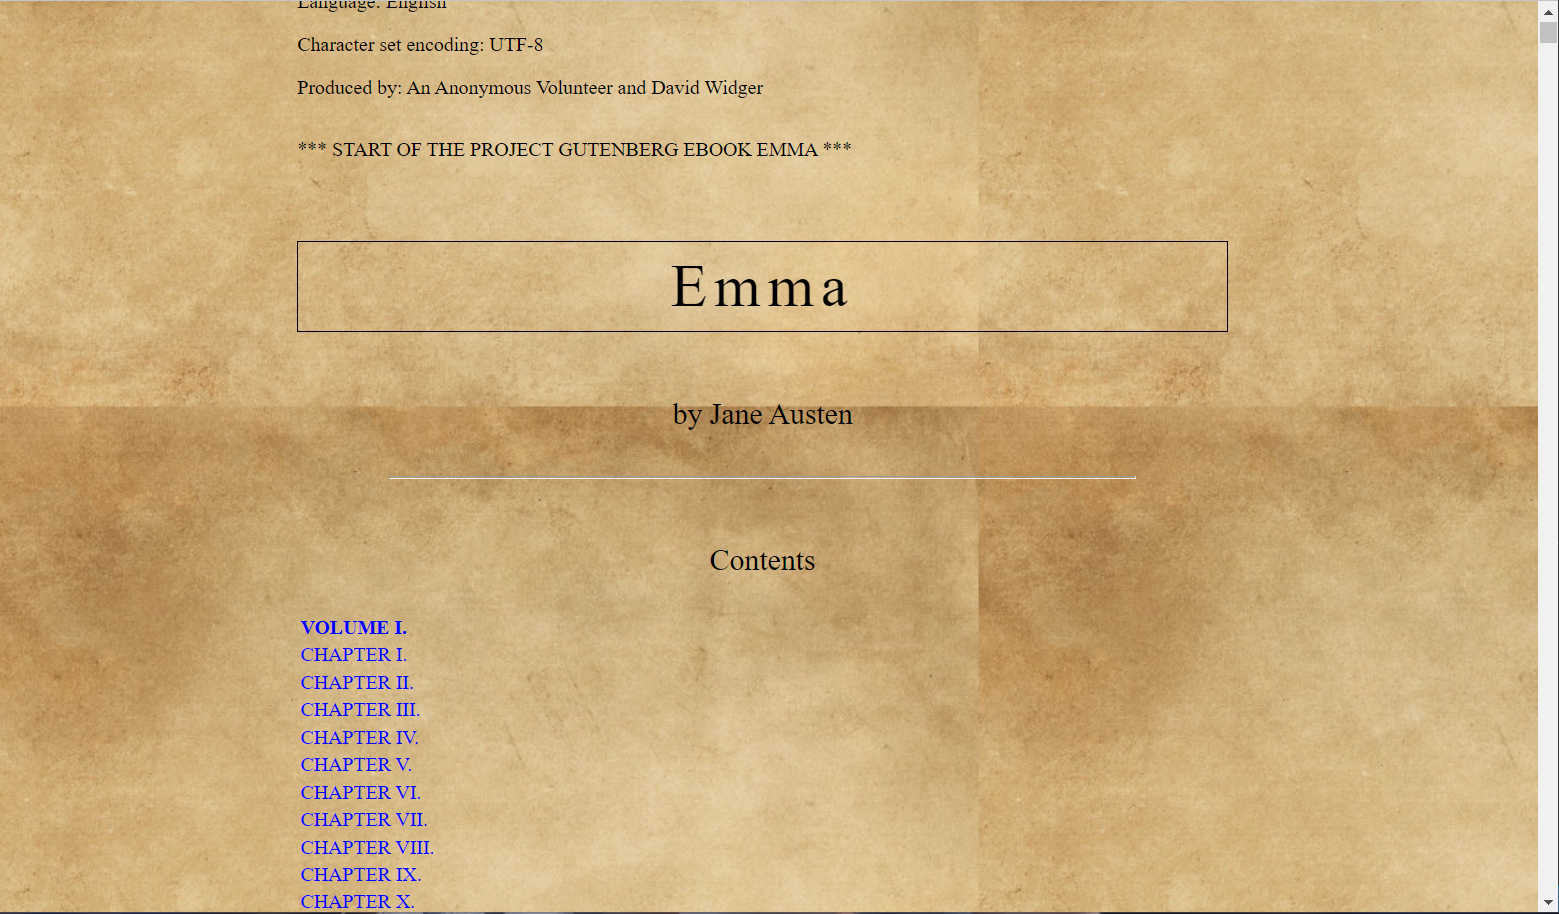 Language: English
Character set encoding: UTF-8
Produced by: An Anonymous Volunteer and David Widger
*** START OF THE PROJECT GUTENBERG EBOOK EMMA ***
Emma
by Jane Austen
Contents
VOLUME I.
CHAPTER I.
CHAPTER II.
CHAPTER III.
CHAPTER IV.
CHAPTER V.
CHAPTER VI.
CHAPTER VII.
CHAPTER VIII.
CHAPTER IX.
CHAPTER X.